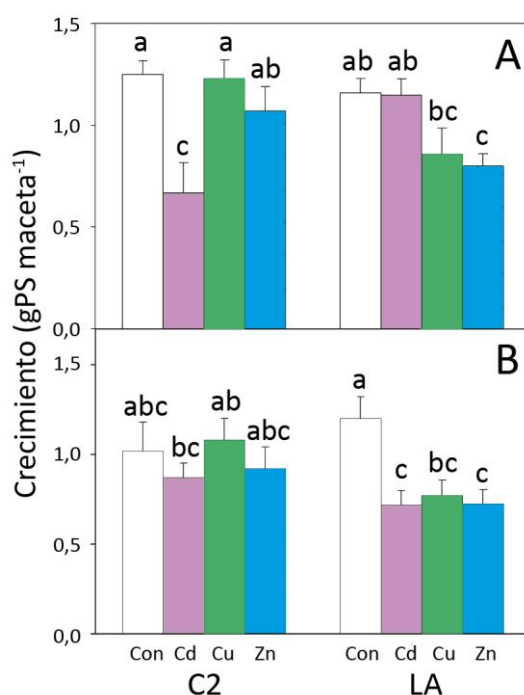 Crecimiento (gPS maceta⁻¹)
A
1,5
1,0
0,5
0,0
a
c
a
ab
ab
ab
bc
c
B
1,5
1,0
0,5
0,0
abc
bc
ab
abc
a
c
bc
c
Con Cd Cu Zn Con Cd Cu Zn
C2 LA